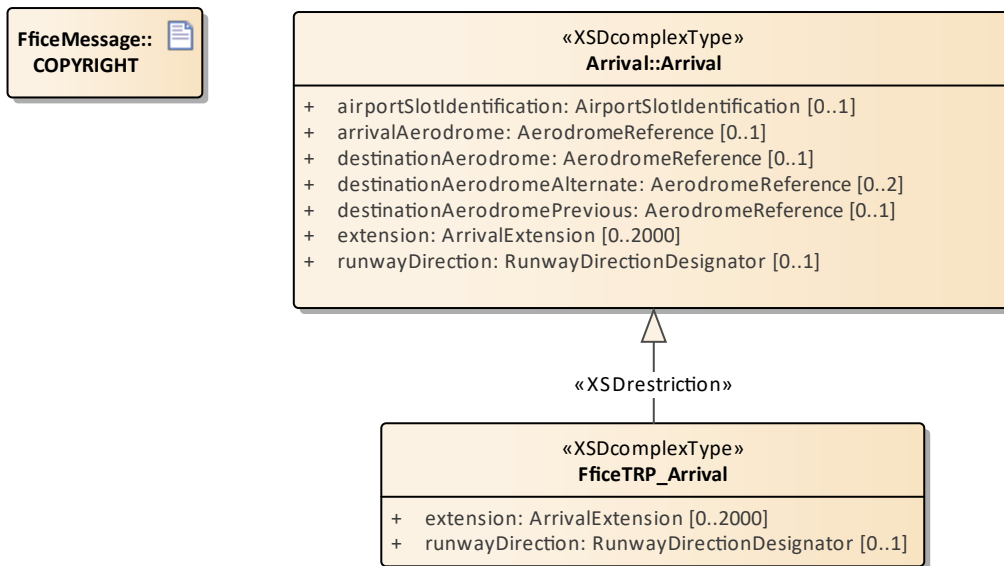 FficeMessage::
COPYRIGHT
«XSDcomplexType»
Arrival::Arrival
+ airportSlotIdentification: AirportSlotIdentification [0..1]
+ arrivalAerodrome: AerodromeReference [0..1]
+ destinationAerodrome: AerodromeReference [0..1]
+ destinationAerodromeAlternate: AerodromeReference [0..2]
+ destinationAerodromePrevious: AerodromeReference [0..1]
+ extension: ArrivalExtension [0..2000]
+ runwayDirection: RunwayDirectionDesignator [0..1]
«XSDrestriction»
«XSDcomplexType»
FficeTRP_Arrival
+ extension: ArrivalExtension [0..2000]
+ runwayDirection: RunwayDirectionDesignator [0..1]